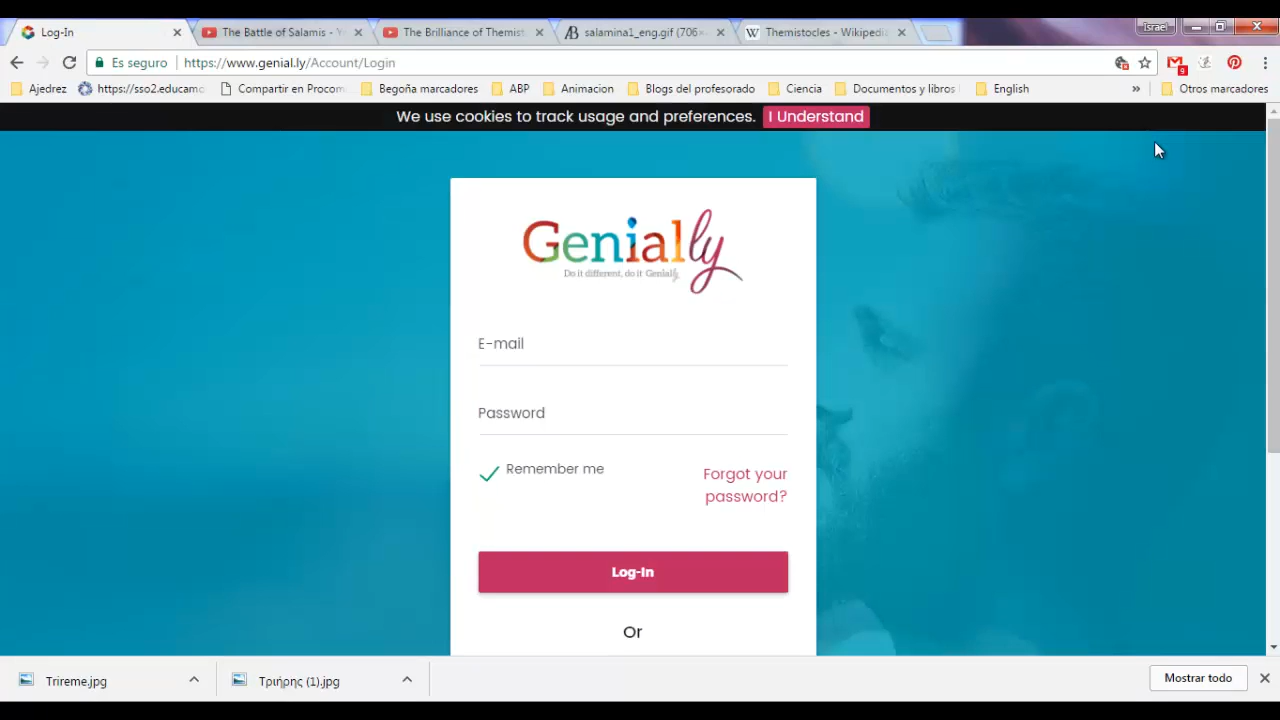 Log-In
The Battle of Salamis - Y
The Brilliance of Themist
salamina1_eng.gif (706×
Themistocles - Wikipedi
israel
Es seguro
https://www.genial.ly/Account/Login
9
Ajedrez
https://sso2.educamo
Compartir en Procom
Begoña marcadores
ABP
Animacion
Blogs del profesorado
Ciencia
Documentos y libros
English
»
Otros marcadores
We use cookies to track usage and preferences. I Understand
Genially
Do it different, do it Genially
E-mail
Password
Remember me
Forgot your
password?
Log-In
Or
Trireme.jpg
Τριήρης (1).jpg
Mostrar todo